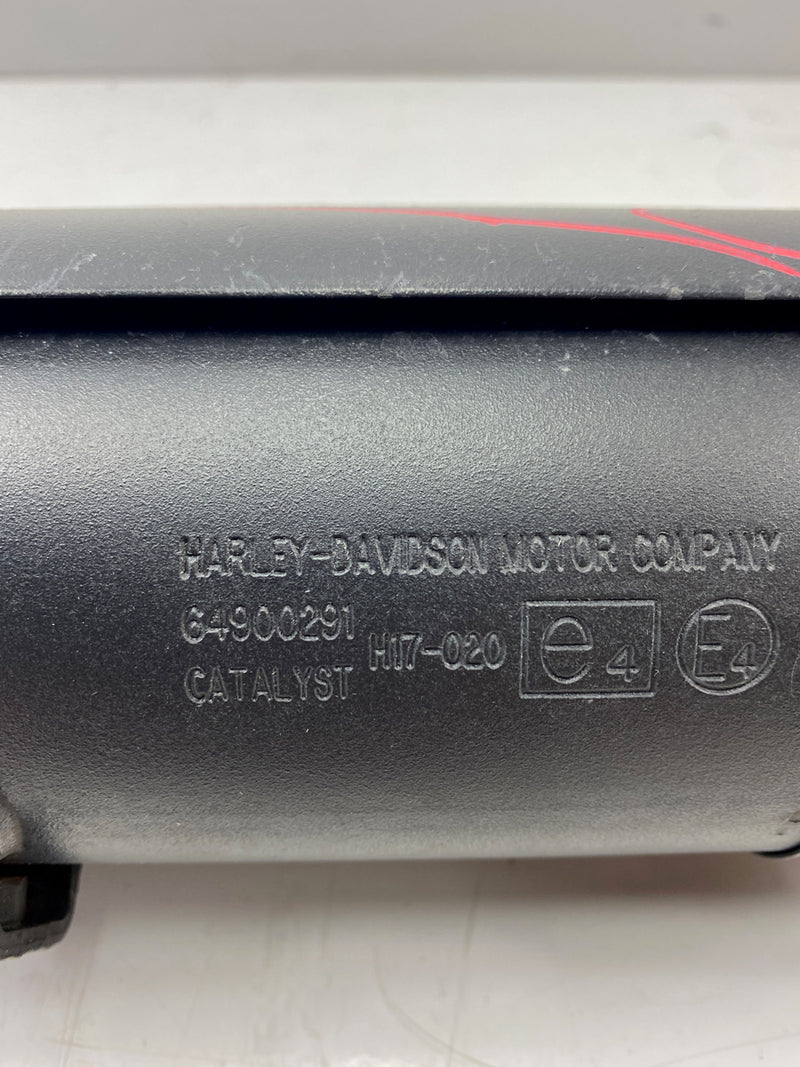 HARLEY-DAVIDSON MOTOR COMPANY
64900291
CATALYST
H17-020
e4
E4